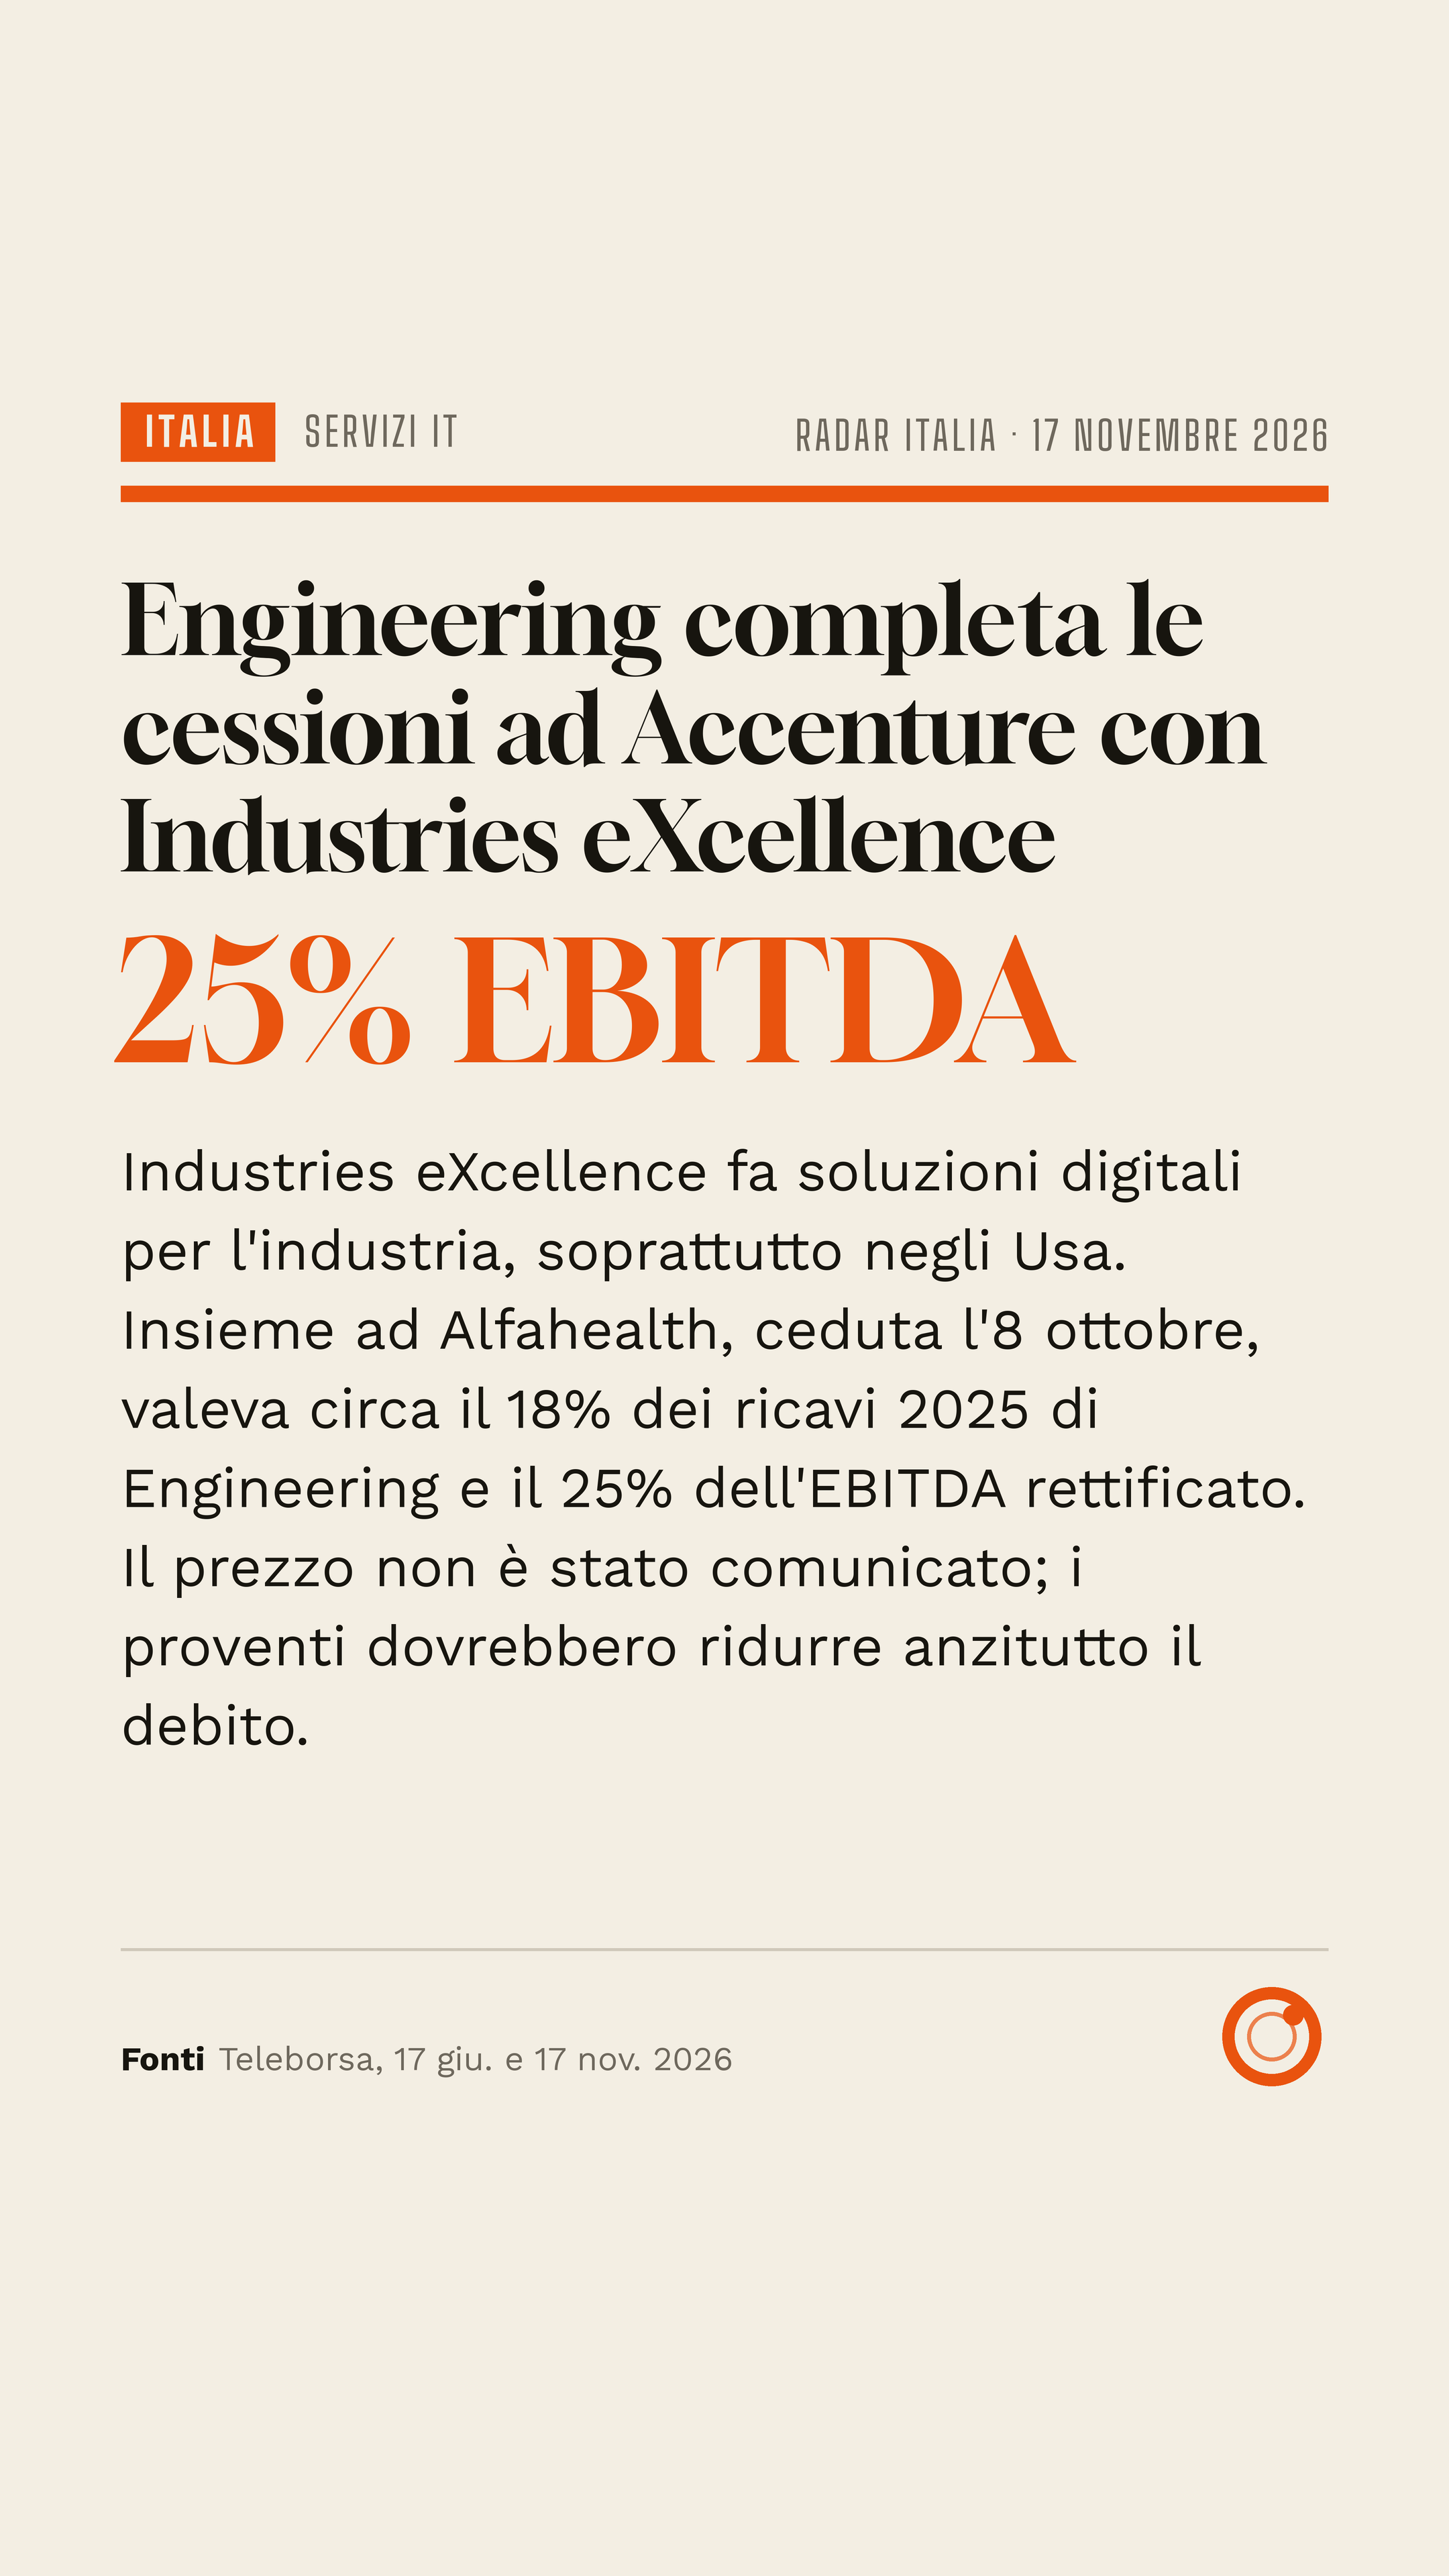 ITALIA SERVIZI IT RADAR ITALIA · 17 NOVEMBRE 2026
Engineering completa le
cessioni ad Accenture con
Industries eXcellence
25% EBITDA
Industries eXcellence fa soluzioni digitali
per l'industria, soprattutto negli Usa.
Insieme ad Alfahealth, ceduta l'8 ottobre,
valeva circa il 18% dei ricavi 2025 di
Engineering e il 25% dell'EBITDA rettificato.
Il prezzo non è stato comunicato; i
proventi dovrebbero ridurre anzitutto il
debito.
Fonti Teleborsa, 17 giu. e 17 nov. 2026